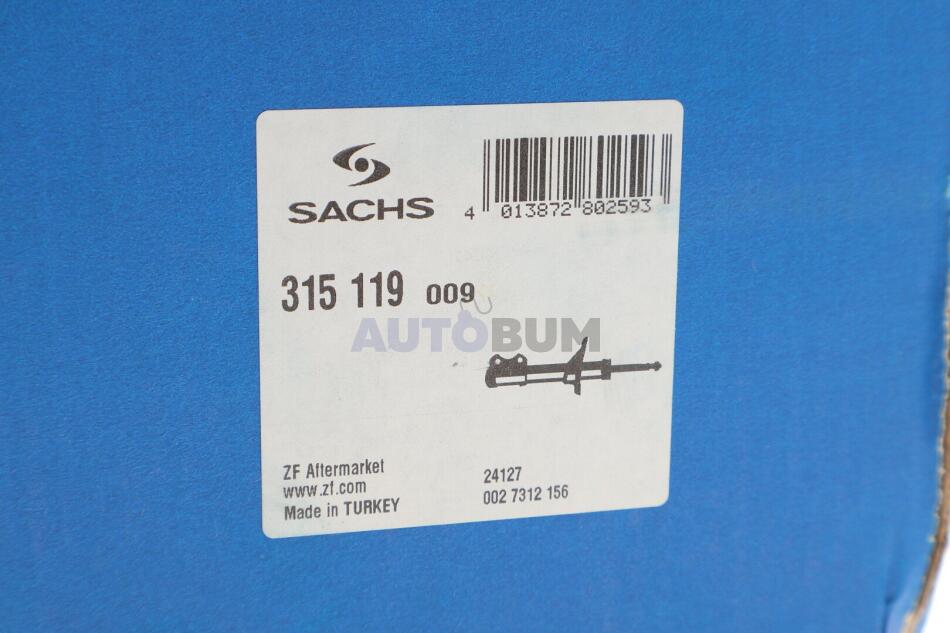 SACHS
4 013872 802593
315 119 009
AUTOBUM
ZF Aftermarket
www.zf.com
Made in TURKEY
24127
002 7312 156